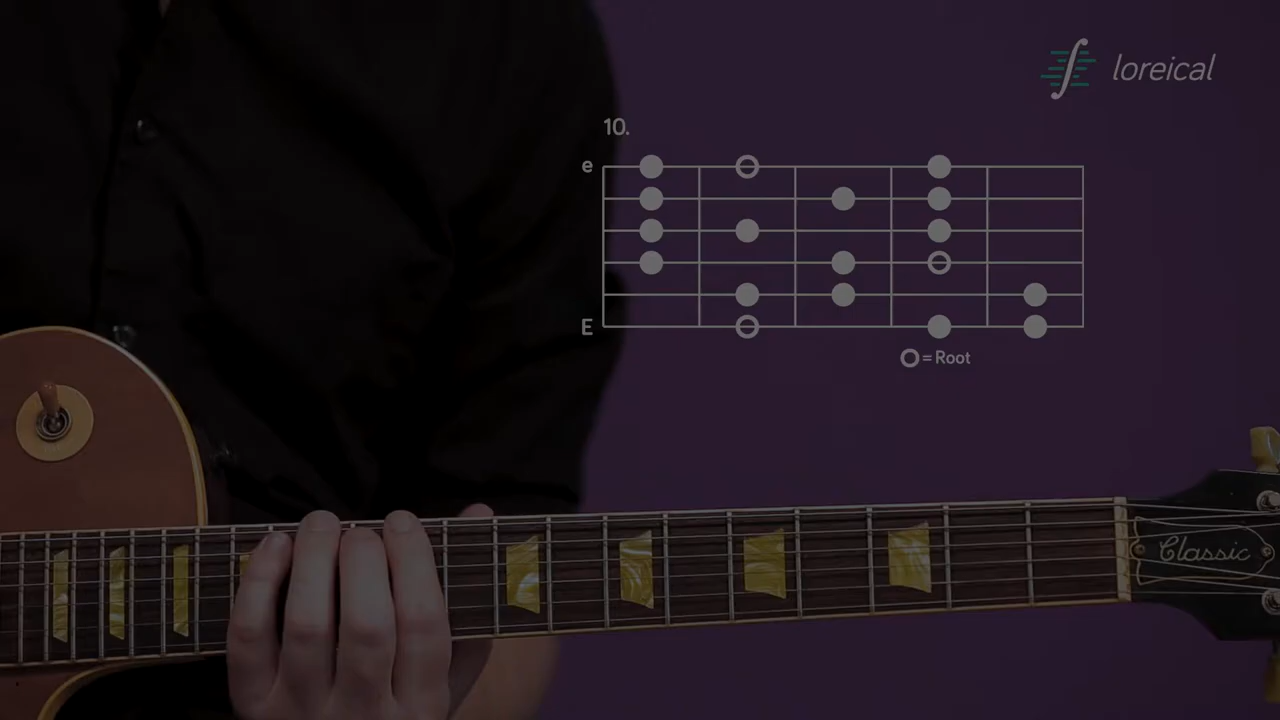 loreical
10.
e
E
= Root
Classic